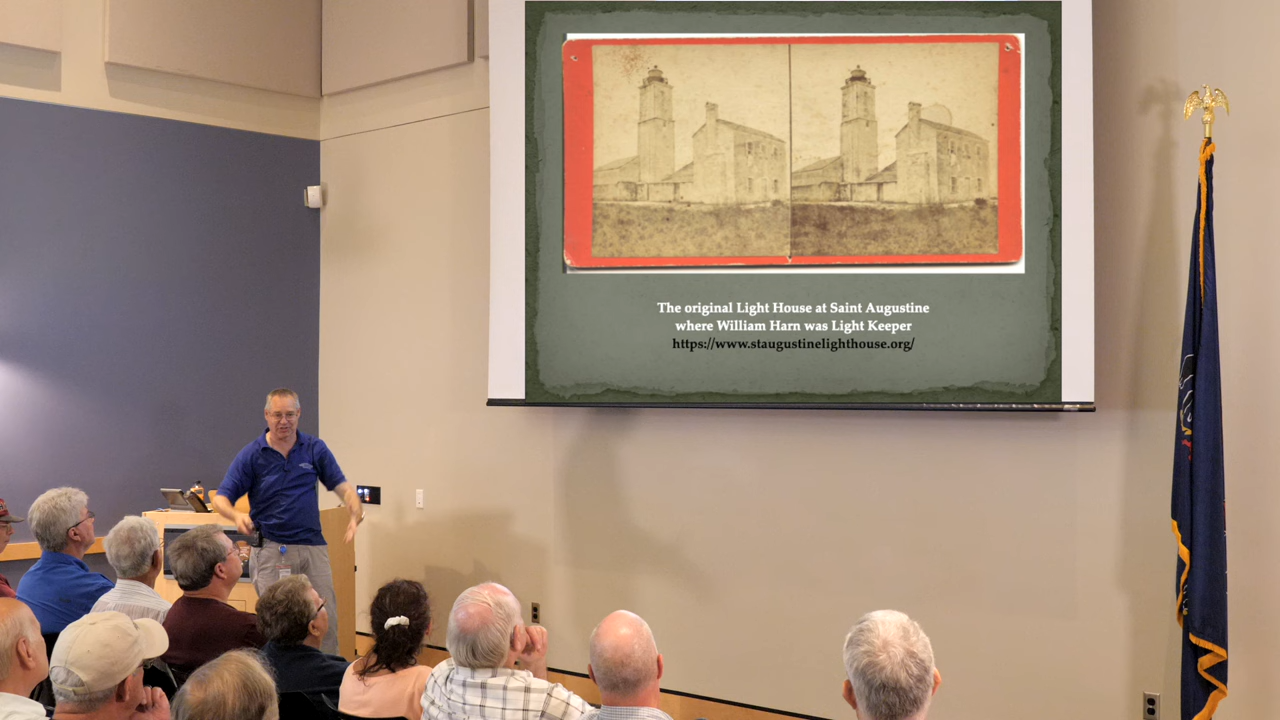 The original Light House at Saint Augustine
where William Harn was Light Keeper
https://www.staugustinelighthouse.org/